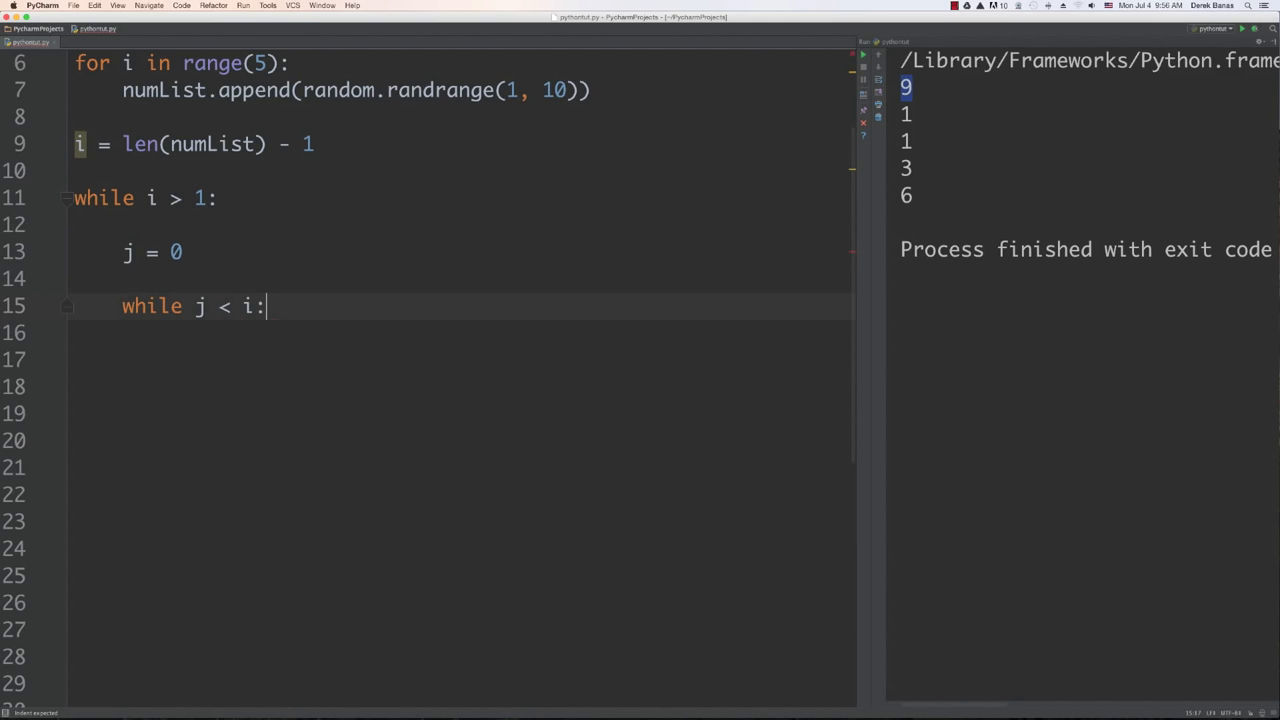 PyCharm File Edit View Navigate Code Refactor Run Tools VCS Window Help 10 Mon Jul 4 9:56 AM Derek Banas
pythontut.py - PycharmProjects - [~/PycharmProjects]
PycharmProjects pythontut.py pythontut
pythontut.py
Run: pythontut
6 for i in range(5):
7 numList.append(random.randrange(1, 10))
8
9 i = len(numList) - 1
10
11 while i > 1:
12
13 j = 0
14
15 while j < i:
16
17
18
19
20
21
22
23
24
25
26
27
28
29
/Library/Frameworks/Python.frame
9
1
1
3
6
Process finished with exit code
Indent expected
15:17 LF UTF-8